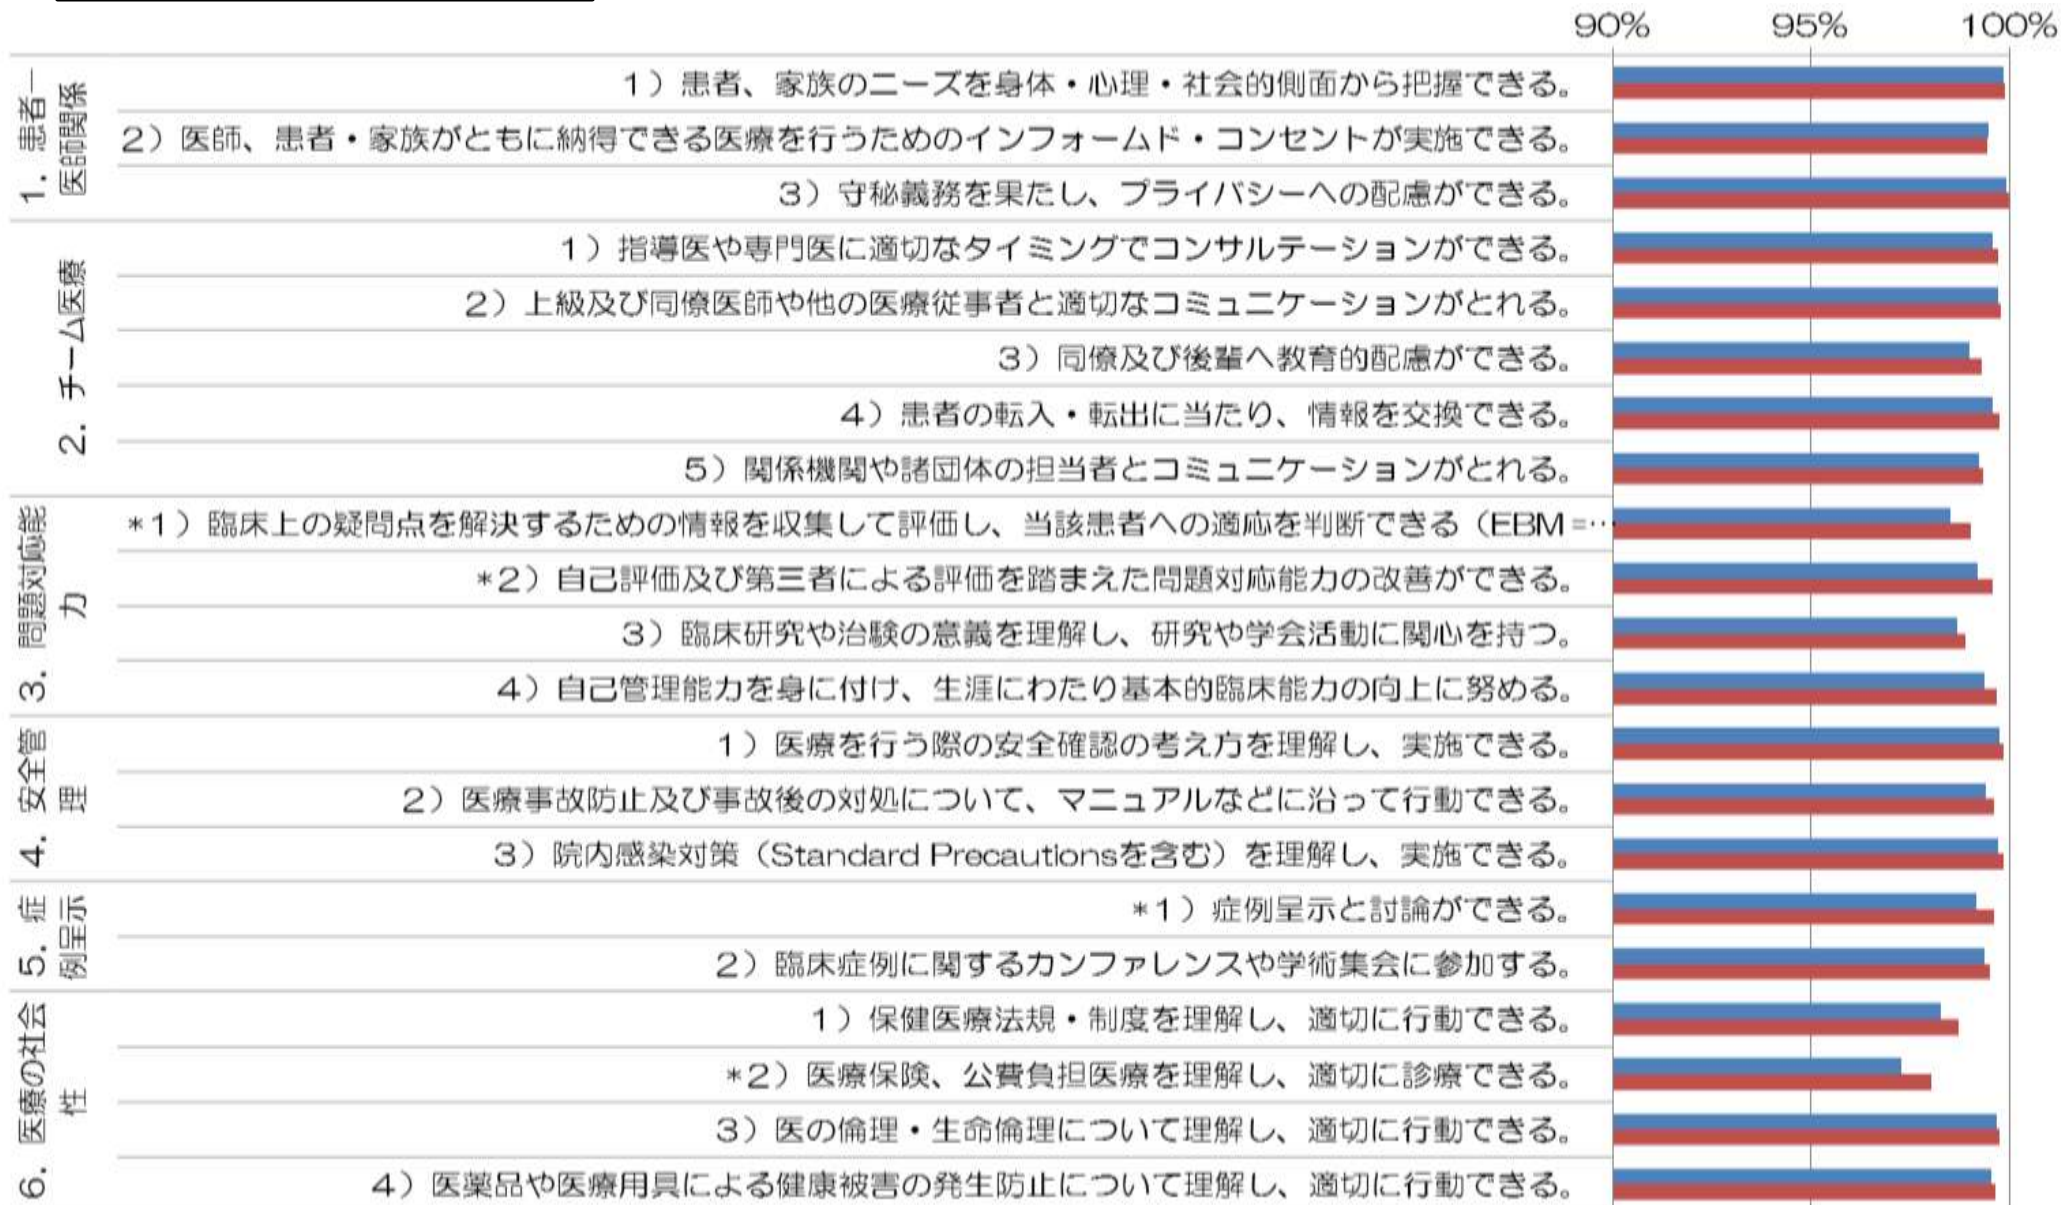 90% 95% 100%
1. 患者―
医師関係
1）患者、家族のニーズを身体・心理・社会的側面から把握できる。
2）医師、患者・家族がともに納得できる医療を行うためのインフォームド・コンセントが実施できる。
3）守秘義務を果たし、プライバシーへの配慮ができる。
2. チーム医療
1）指導医や専門医に適切なタイミングでコンサルテーションができる。
2）上級及び同僚医師や他の医療従事者と適切なコミュニケーションがとれる。
3）同僚及び後輩へ教育的配慮ができる。
4）患者の転入・転出に当たり、情報を交換できる。
5）関係機関や諸団体の担当者とコミュニケーションがとれる。
3. 問題対応能
力
*1）臨床上の疑問点を解決するための情報を収集して評価し、当該患者への適応を判断できる（EBM =…
*2）自己評価及び第三者による評価を踏まえた問題対応能力の改善ができる。
3）臨床研究や治験の意義を理解し、研究や学会活動に関心を持つ。
4）自己管理能力を身に付け、生涯にわたり基本的臨床能力の向上に努める。
4. 安全管
理
1）医療を行う際の安全確認の考え方を理解し、実施できる。
2）医療事故防止及び事故後の対処について、マニュアルなどに沿って行動できる。
3）院内感染対策（Standard Precautionsを含む）を理解し、実施できる。
5. 症
例呈示
*1）症例呈示と討論ができる。
2）臨床症例に関するカンファレンスや学術集会に参加する。
6. 医療の社会
性
1）保健医療法規・制度を理解し、適切に行動できる。
*2）医療保険、公費負担医療を理解し、適切に診療できる。
3）医の倫理・生命倫理について理解し、適切に行動できる。
4）医薬品や医療用具による健康被害の発生防止について理解し、適切に行動できる。